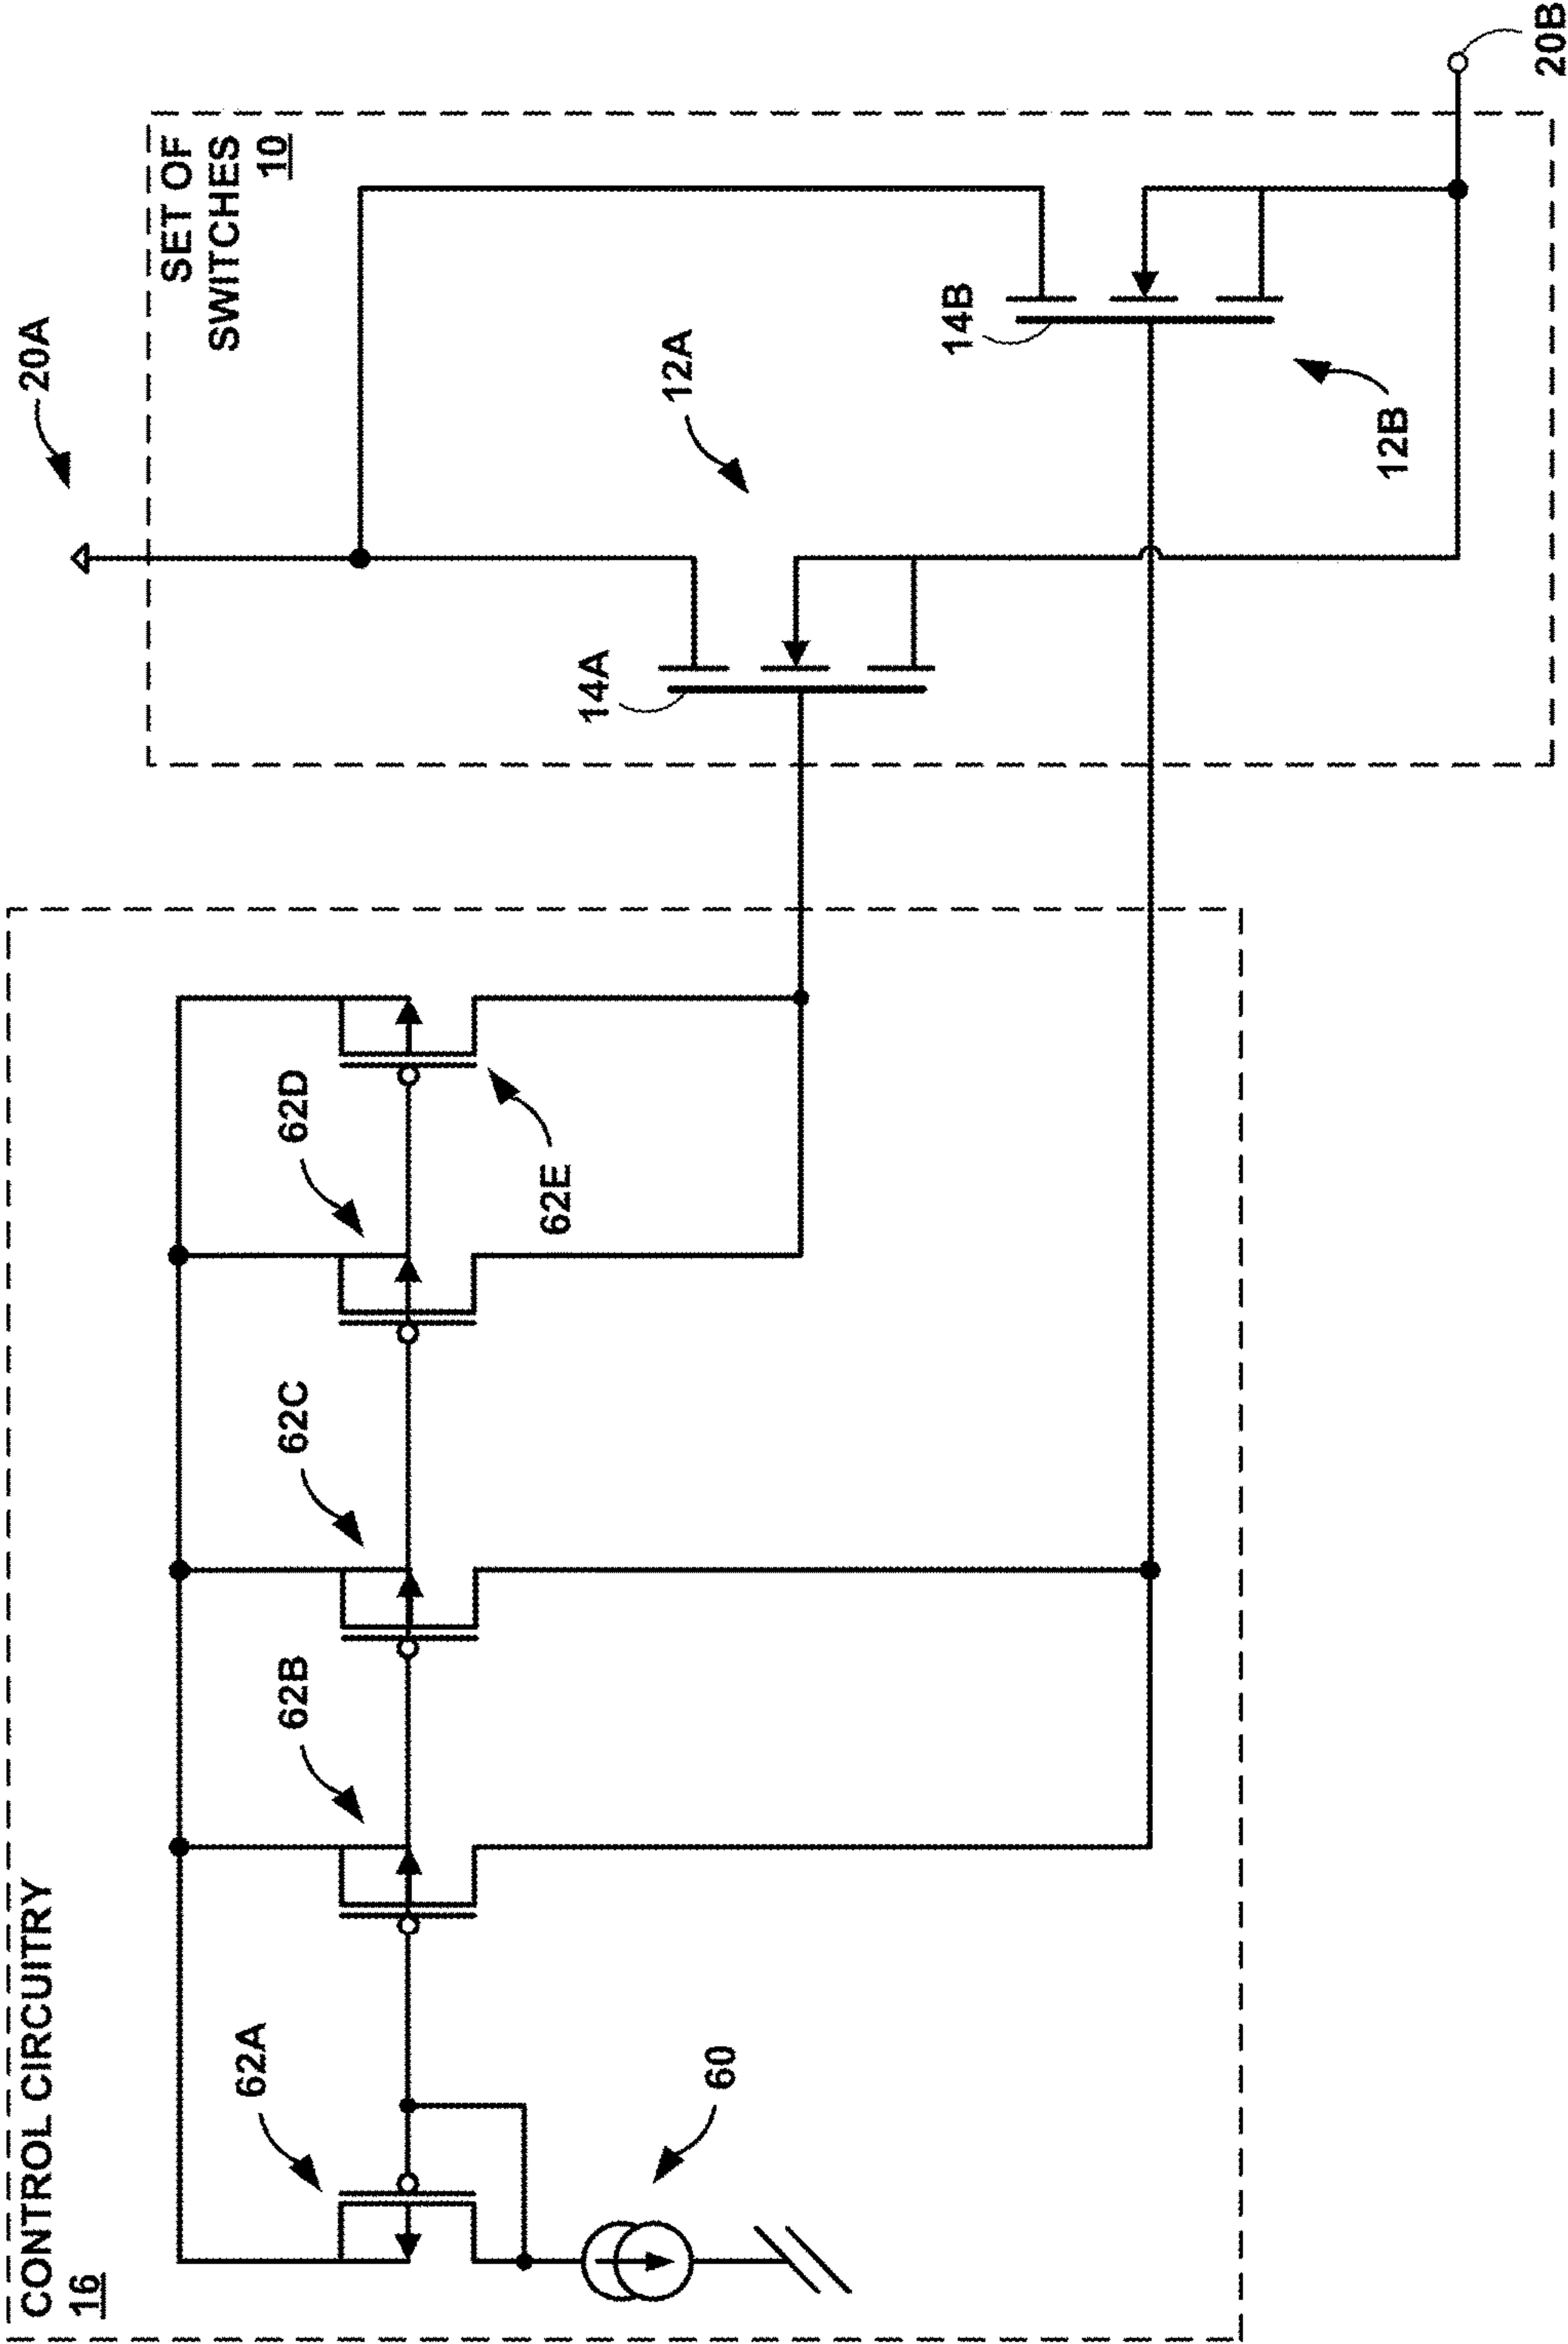 CONTROL CIRCUITRY
16
62A
62B
62C
62D
62E
60
20A
SET OF
SWITCHES
10
14A
12A
14B
12B
20B